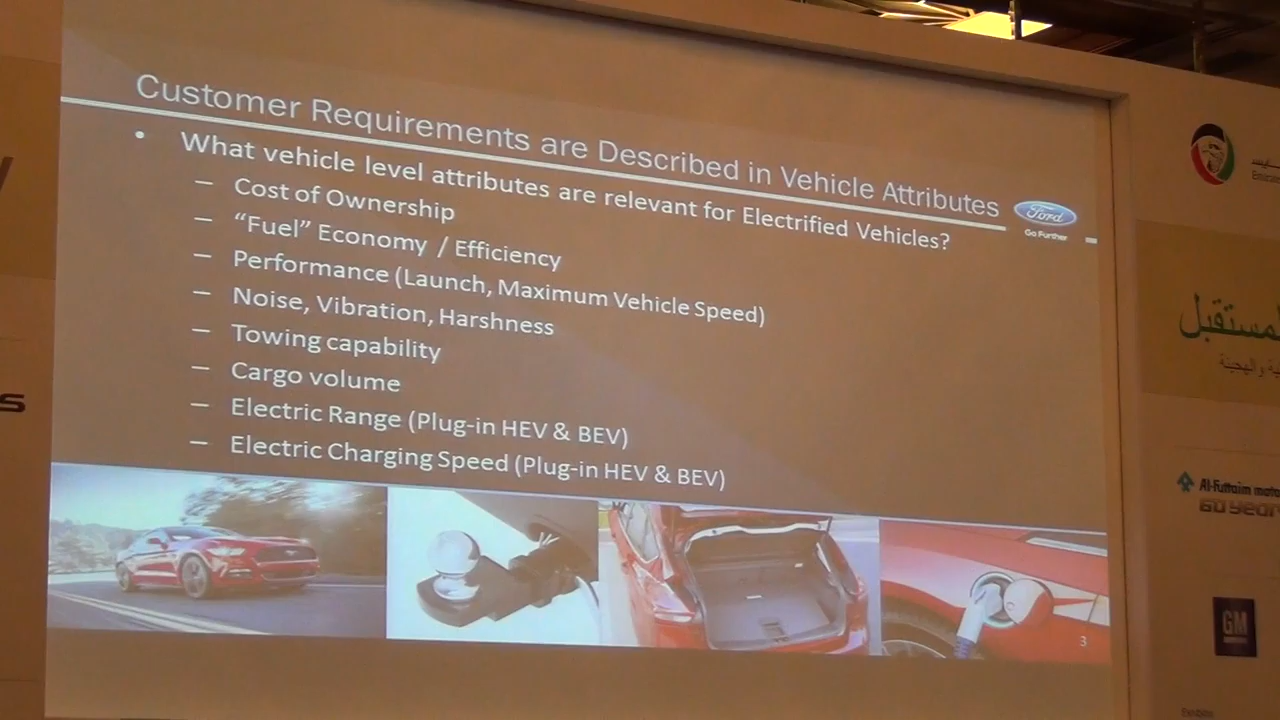 Customer Requirements are Described in Vehicle Attributes
• What vehicle level attributes are relevant for Electrified Vehicles?
– Cost of Ownership
– “Fuel” Economy / Efficiency
– Performance (Launch, Maximum Vehicle Speed)
– Noise, Vibration, Harshness
– Towing capability
– Cargo volume
– Electric Range (Plug-in HEV & BEV)
– Electric Charging Speed (Plug-in HEV & BEV)
Ford
Go Further
3
لمستقبل
والهجينة
Al-Futtaim
GM